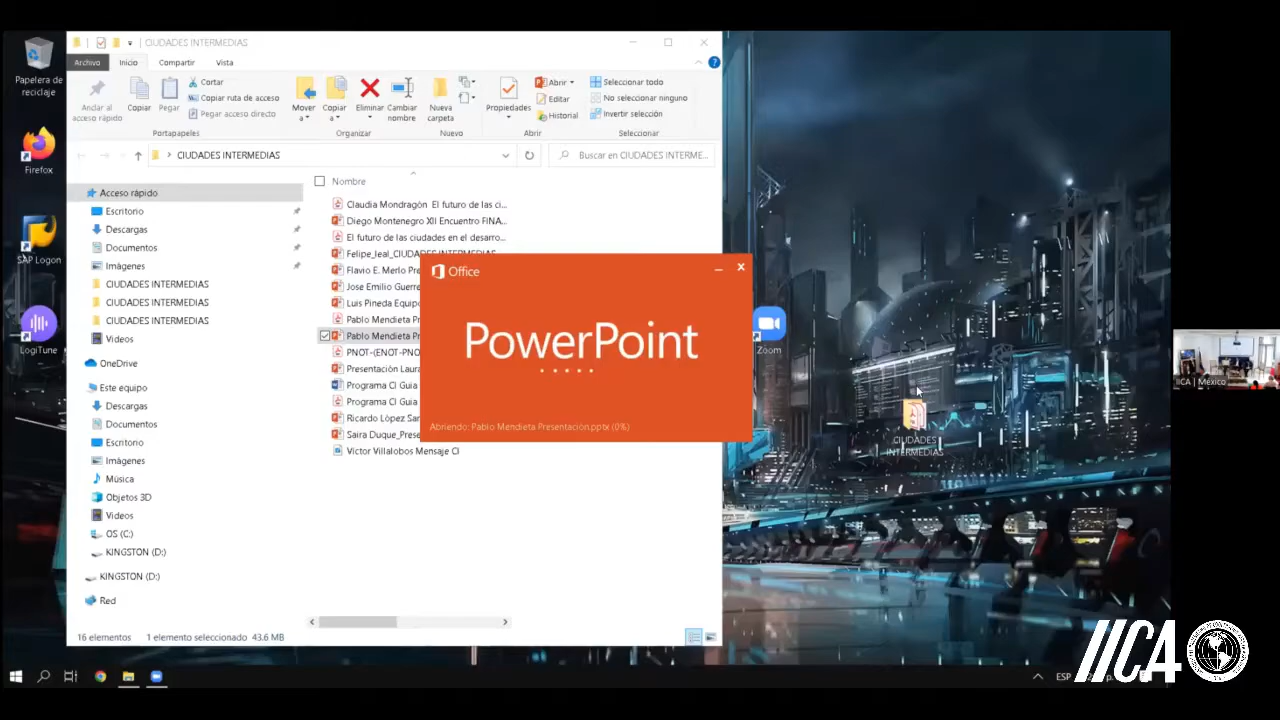 CIUDADES INTERMEDIAS
Papelera de
reciclaje
Firefox
SAP Logon
LogiTune
Archivo Inicio Compartir Vista
Anclar al
acceso rápido
Copiar
Pegar
Cortar
Copiar ruta de acceso
Pegar acceso directo
Portapapeles
Mover
a
Copiar
a
Eliminar
Cambiar
nombre
Organizar
Nueva
carpeta
Nuevo
Propiedades
Abrir
Editar
Historial
Abrir
Seleccionar todo
No seleccionar ninguno
Invertir selección
Seleccionar
CIUDADES INTERMEDIAS
Buscar en CIUDADES INTERME...
Acceso rápido
Escritorio
Descargas
Documentos
Imágenes
CIUDADES INTERMEDIAS
CIUDADES INTERMEDIAS
CIUDADES INTERMEDIAS
Videos
OneDrive
Este equipo
Descargas
Documentos
Escritorio
Imágenes
Música
Objetos 3D
Videos
OS (C:)
KINGSTON (D:)
KINGSTON (D:)
Red
Nombre
Claudia Mondragón El futuro de las ci...
Diego Montenegro XII Encuentro FINA...
El futuro de las ciudades en el desarro...
Felipe_leal_CIUDADES INTERMEDIAS
Flavio E. Merlo Pre
Jose Emilio Guerre
Luis Pineda Equipo
Pablo Mendieta Pr
Pablo Mendieta Pr
PNOT-(ENOT-PNO
Presentación Laura
Programa CI Guia
Programa CI Guia
Ricardo López San
Saira Duque_Prese
Víctor Villalobos Mensaje CI
Office
PowerPoint
Abriendo: Pablo Mendieta Presentación.pptx (0%)
Zoom
CIUDADES
INTERMEDIAS
IICA | México
16 elementos 1 elemento seleccionado 43.6 MB
ESP
IICA